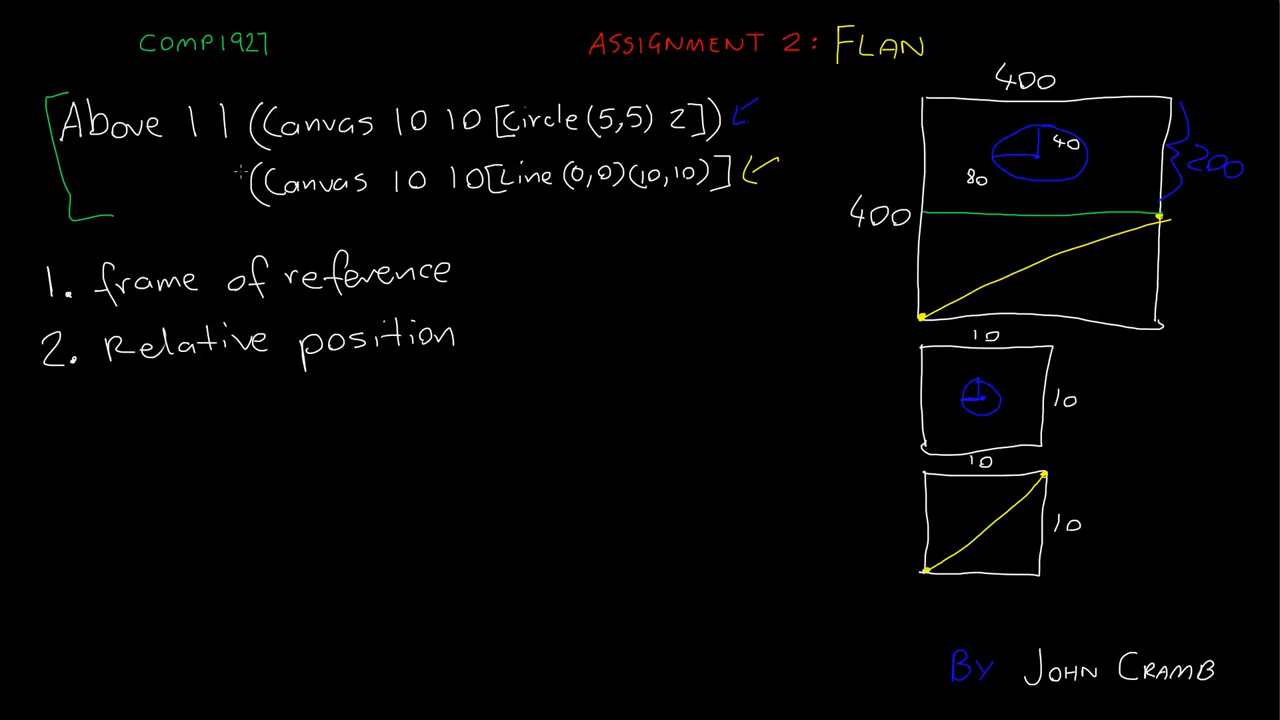 COMP1927
ASSIGNMENT 2: FLAN
Above 1 1 (Canvas 10 10 [Circle (5,5) 2])
(Canvas 10 10 [Line (0,0) (10,10)]
1. frame of reference
2. Relative position
400
40
80
200
400
10
10
10
10
BY JOHN CRAMB